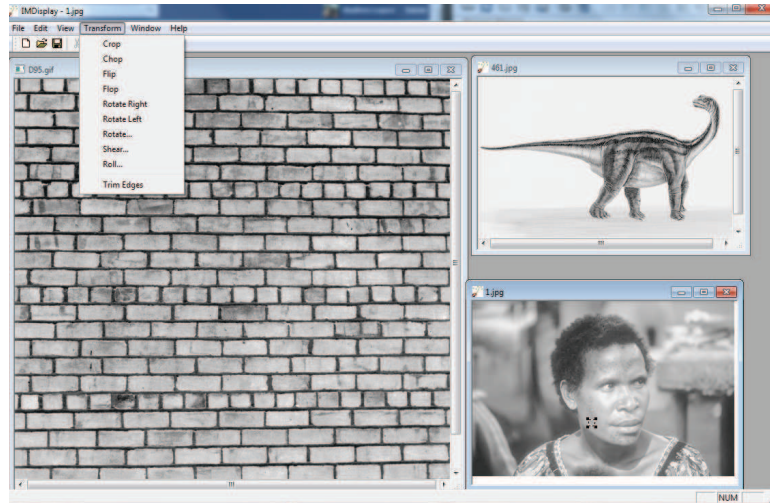 IMDisplay - 1.jpg
File Edit View Transform Window Help
Crop
Chop
Flip
Flop
Rotate Right
Rotate Left
Rotate...
Shear...
Roll...
Trim Edges
D95.gif
461.jpg
1.jpg
NUM